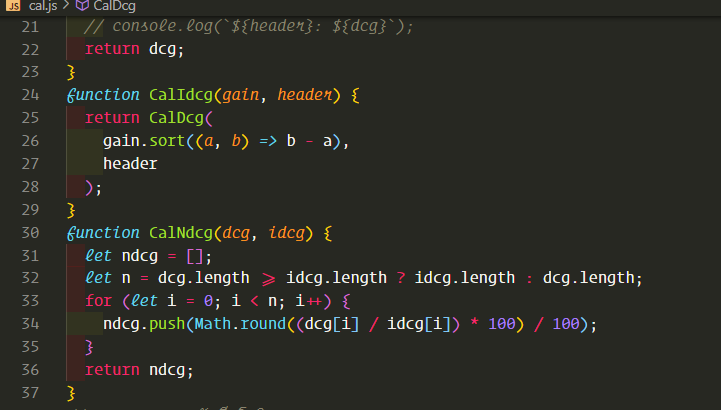 JS cal.js > CalDcg
21 // console.log(`${header}: ${dcg}`);
22 return dcg;
23 }
24 function CalIdcg(gain, header) {
25 return CalDcg(
26 gain.sort((a, b) => b - a),
27 header
28 );
29 }
30 function CalNdcg(dcg, idcg) {
31 let ndcg = [];
32 let n = dcg.length >= idcg.length ? idcg.length : dcg.length;
33 for (let i = 0; i < n; i++) {
34 ndcg.push(Math.round((dcg[i] / idcg[i]) * 100) / 100);
35 }
36 return ndcg;
37 }